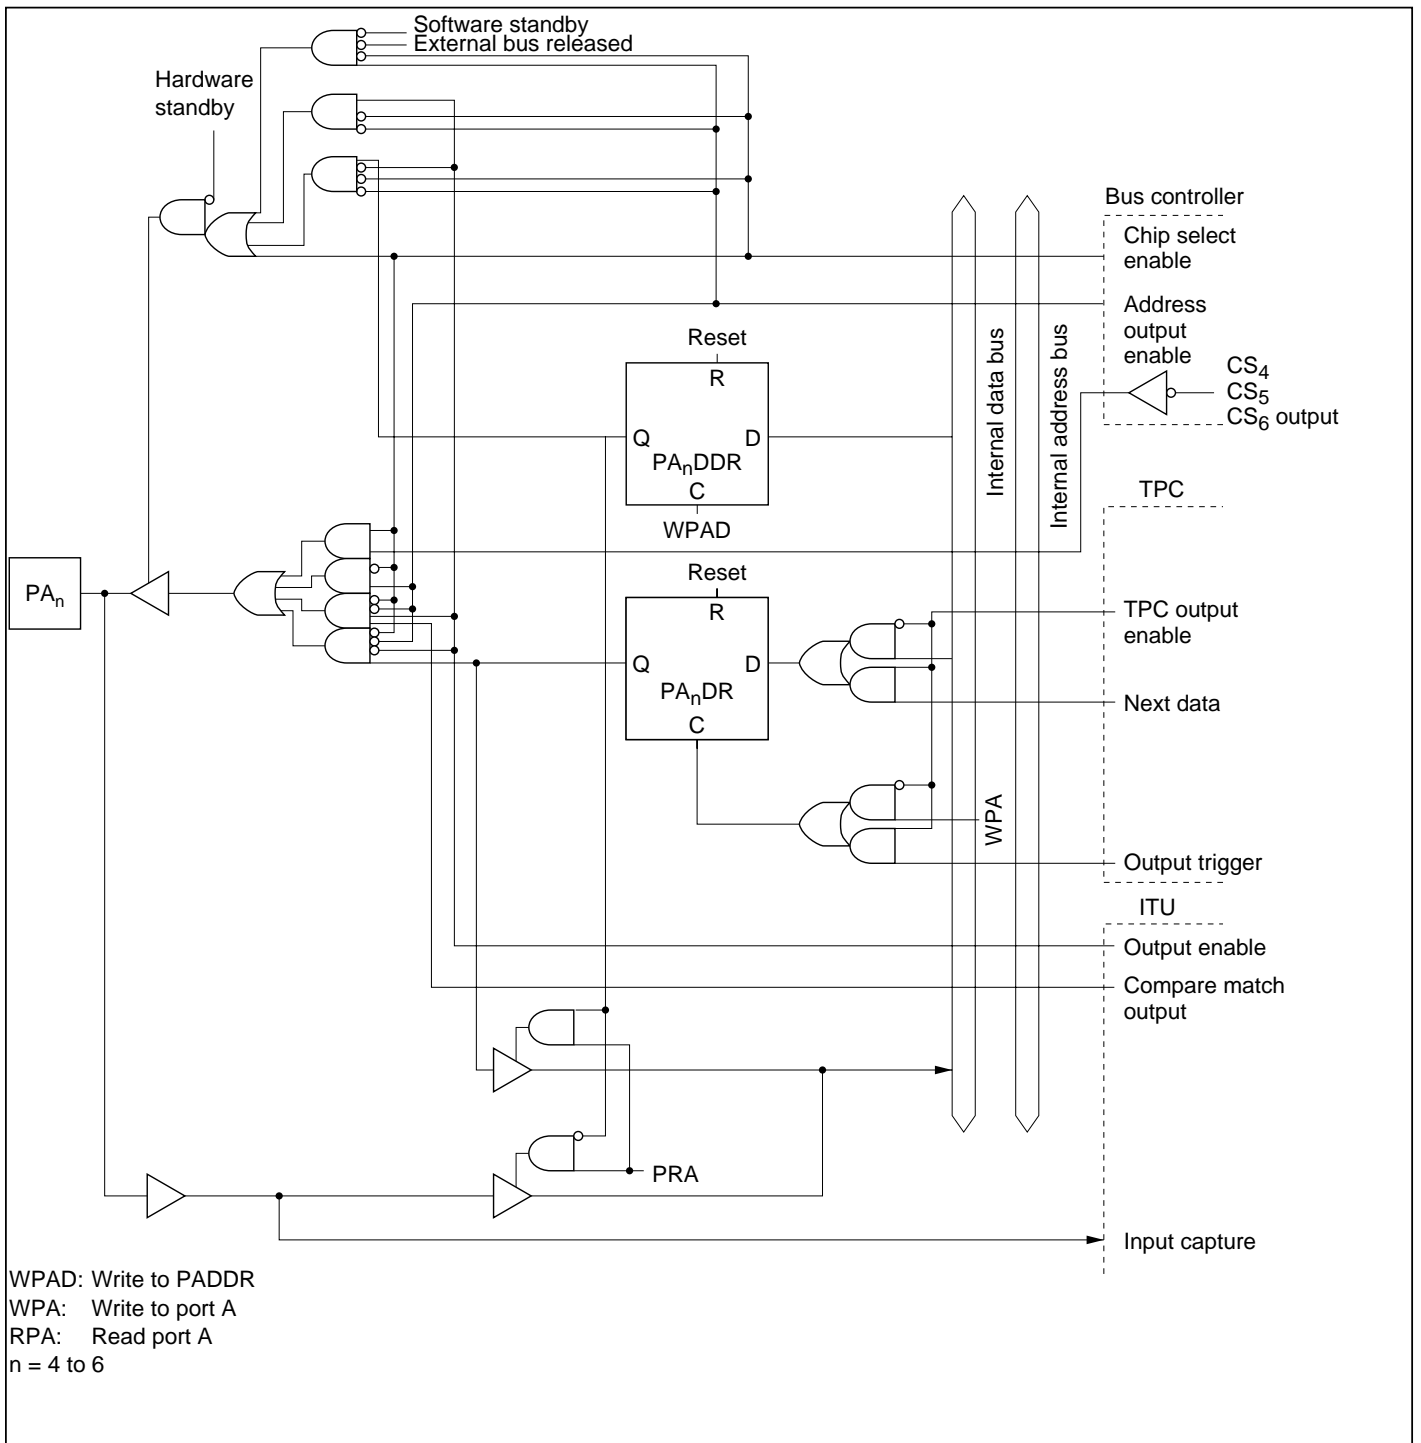 Software standby
External bus released
Hardware
standby
Bus controller
Chip select
enable
Address
output
enable
CS4
CS5
CS6 output
Reset
R
Q
D
PAnDDR
C
WPAD
Internal data bus
Internal address bus
TPC
PAn
Reset
R
Q
D
PAnDR
C
TPC output
enable
Next data
WPA
Output trigger
ITU
Output enable
Compare match
output
PRA
Input capture
WPAD: Write to PADDR
WPA: Write to port A
RPA: Read port A
n = 4 to 6